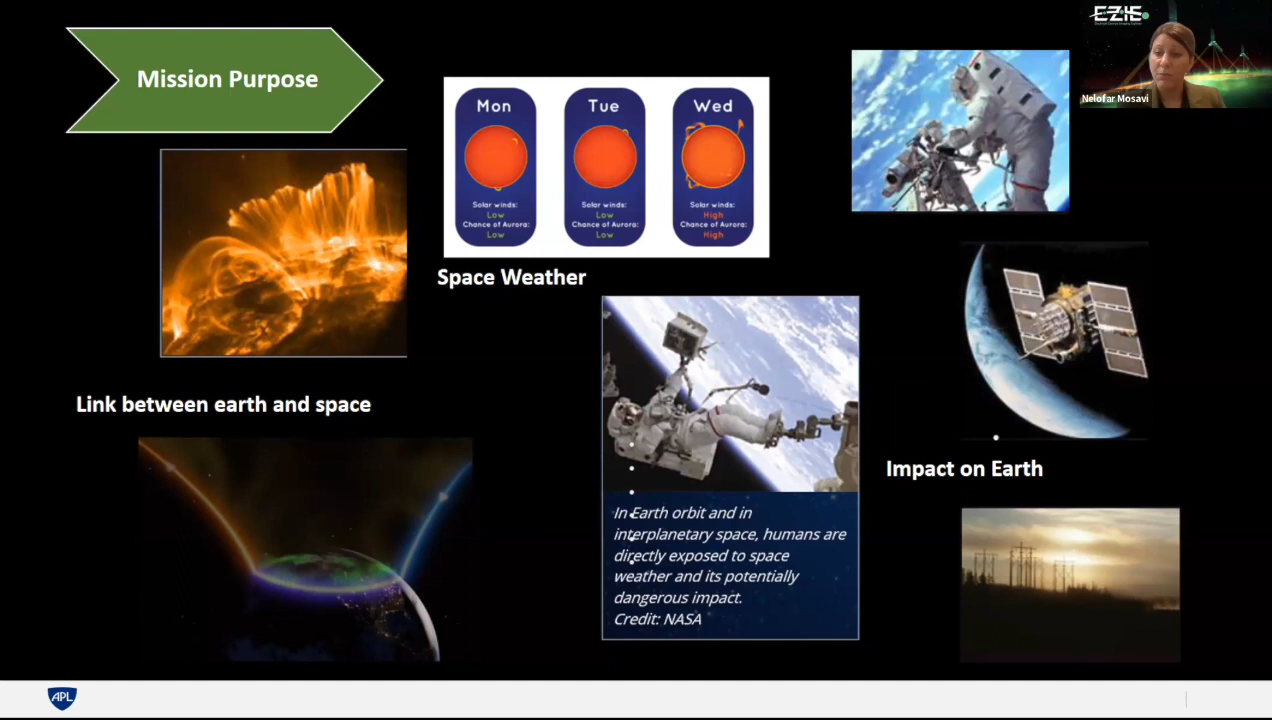 Mission Purpose
Mon
Tue
Wed
Solar winds:
Low
Chance of Aurora:
Low
Solar winds:
Low
Chance of Aurora:
Low
Solar winds:
High
Chance of Aurora:
High
EZIE
Nelofar Mosavi
Space Weather
Link between earth and space
In Earth orbit and in
interplanetary space, humans are
directly exposed to space
weather and its potentially
dangerous impact.
Credit: NASA
Impact on Earth
APL